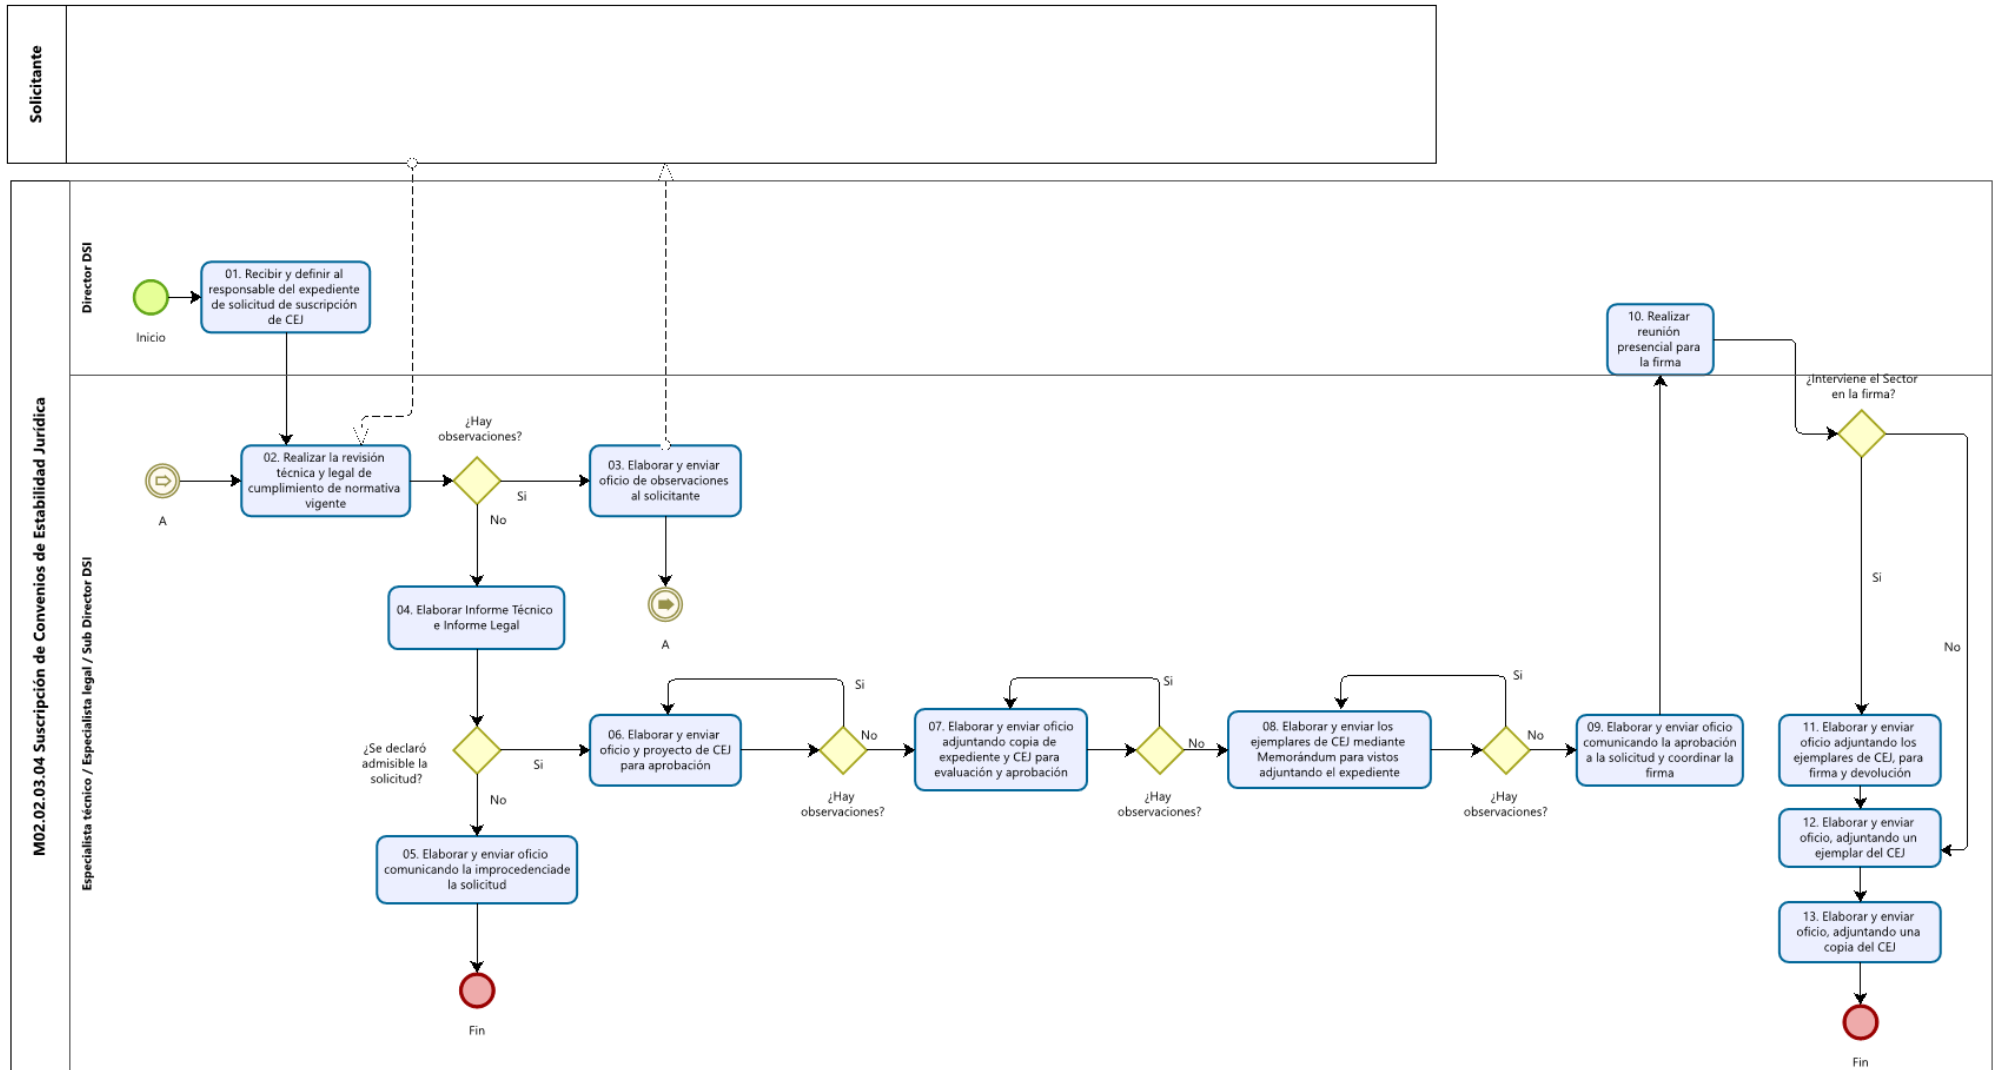 Solicitante
M02.02.03.04 Suscripción de Convenios de Estabilidad Jurídica
Director DSI
Inicio
01. Recibir y definir al
responsable del expediente
de solicitud de suscripción
de CEJ
10. Realizar
reunión
presencial para
la firma
¿Interviene el Sector
en la firma?
Especialista técnico / Especialista legal / Sub Director DSI
A
02. Realizar la revisión
técnica y legal de
cumplimiento de normativa
vigente
¿Hay
observaciones?
Si
No
03. Elaborar y enviar
oficio de observaciones
al solicitante
A
04. Elaborar Informe Técnico
e Informe Legal
¿Se declaró
admisible la
solicitud?
Si
No
05. Elaborar y enviar oficio
comunicando la improcedenciade
la solicitud
Fin
06. Elaborar y enviar
oficio y proyecto de CEJ
para aprobación
Si
No
¿Hay
observaciones?
07. Elaborar y enviar oficio
adjuntando copia de
expediente y CEJ para
evaluación y aprobación
Si
No
¿Hay
observaciones?
08. Elaborar y enviar los
ejemplares de CEJ mediante
Memorándum para vistos
adjuntando el expediente
Si
No
¿Hay
observaciones?
09. Elaborar y enviar oficio
comunicando la aprobación
a la solicitud y coordinar la
firma
Si
No
11. Elaborar y enviar
oficio adjuntando los
ejemplares de CEJ, para
firma y devolución
12. Elaborar y enviar
oficio, adjuntando un
ejemplar del CEJ
13. Elaborar y enviar
oficio, adjuntando una
copia del CEJ
Fin